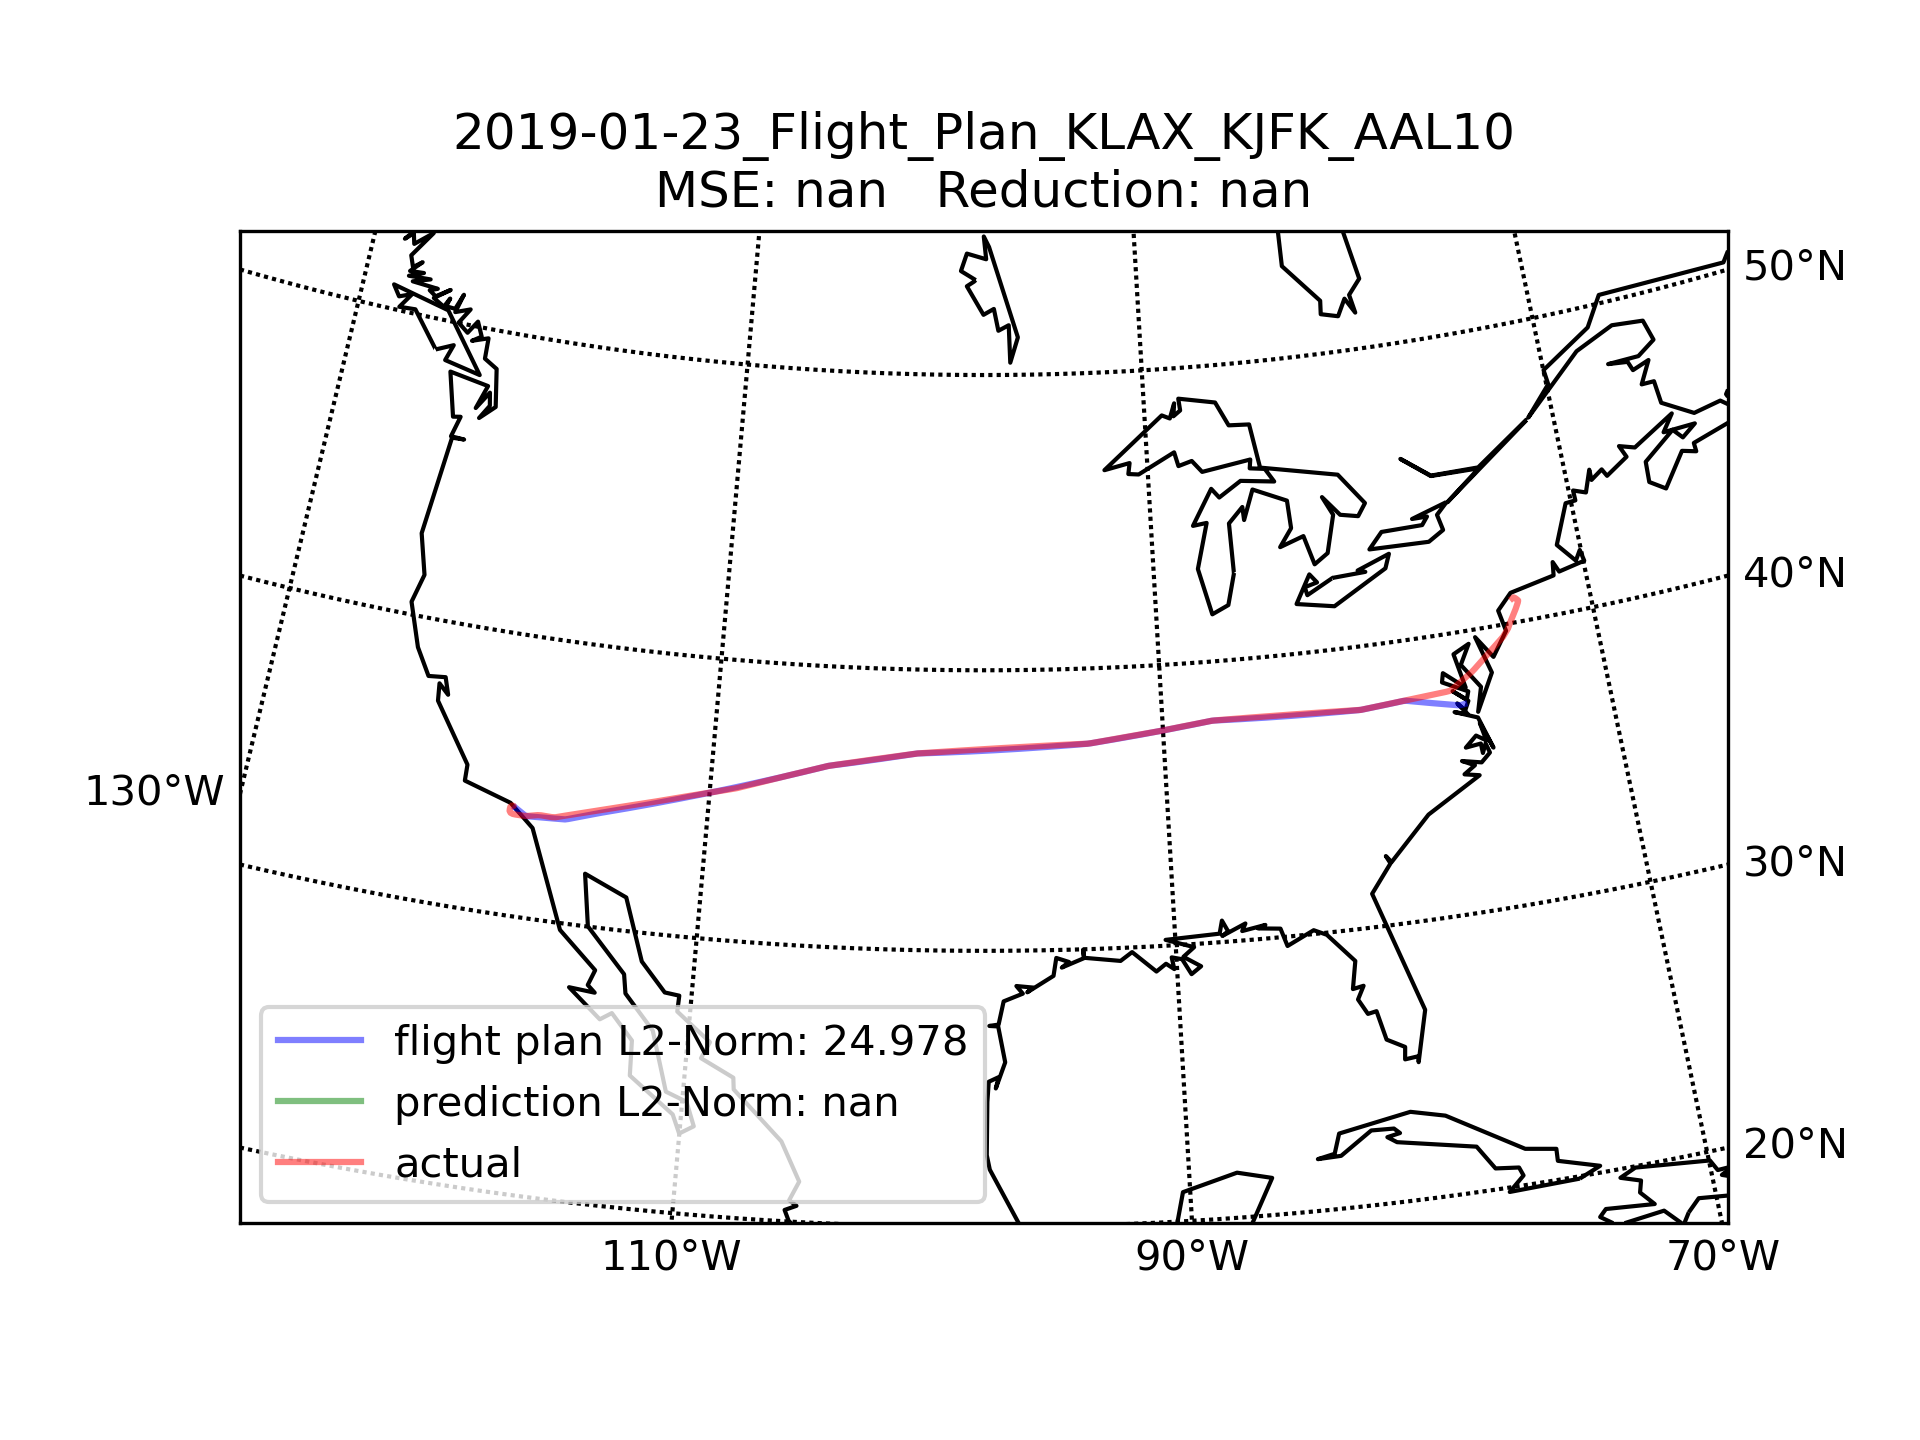 2019-01-23_Flight_Plan_KLAX_KJFK_AAL10
MSE: nan   Reduction: nan
50°N
40°N
130°W
30°N
flight plan L2-Norm: 24.978
prediction L2-Norm: nan
actual
20°N
110°W
90°W
70°W